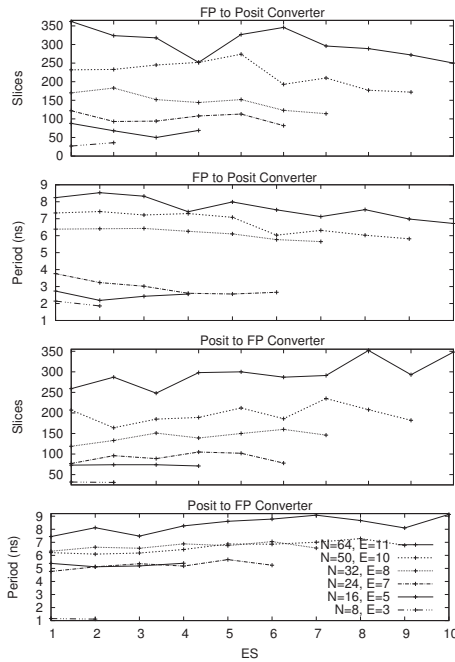 FP to Posit Converter
350
300
250
200
150
100
50
0
Slices
FP to Posit Converter
9
8
7
6
5
4
3
2
1
Period (ns)
Posit to FP Converter
350
300
250
200
150
100
50
Slices
Posit to FP Converter
9
8
7
6
5
4
3
2
1
Period (ns)
N=64, E=11
N=50, E=10
N=32, E=8
N=24, E=7
N=16, E=5
N=8, E=3
1 2 3 4 5 6 7 8 9 10
ES